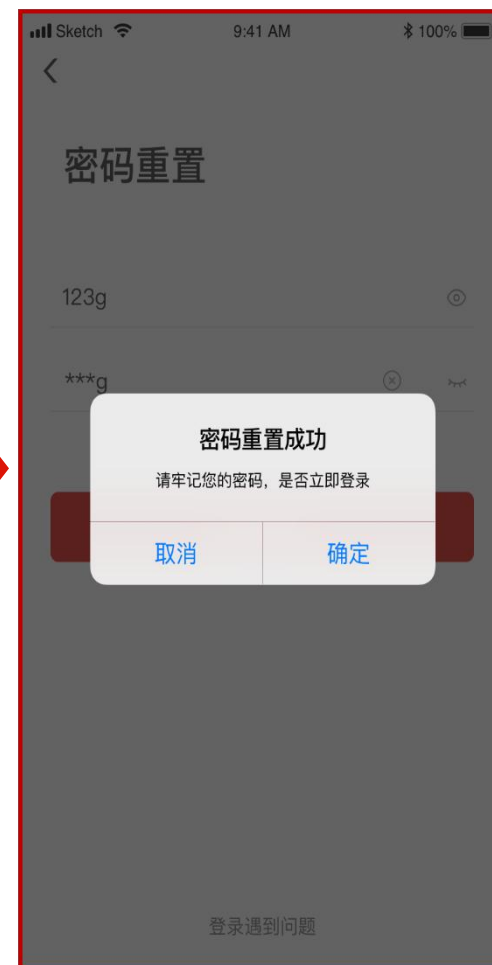 Sketch 9:41 AM 100%
密码重置
123g
***g
密码重置成功
请牢记您的密码，是否立即登录
取消 确定
登录遇到问题